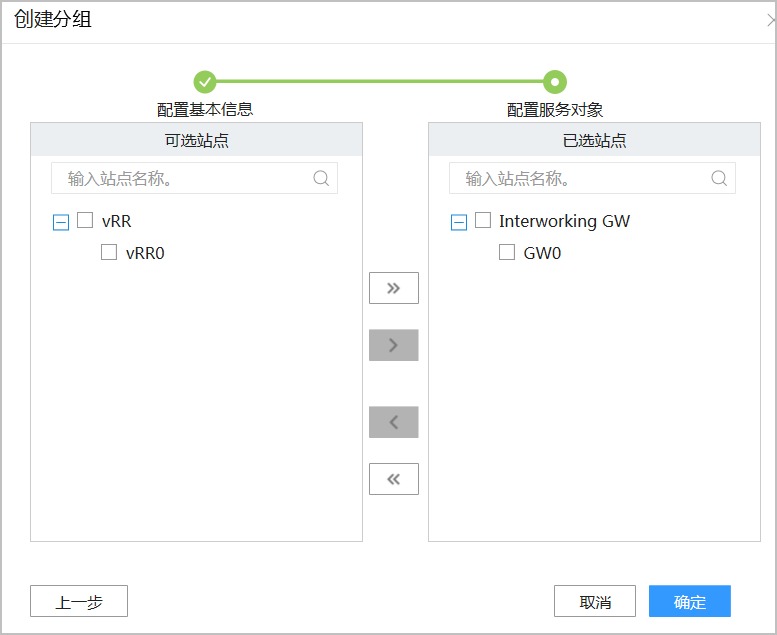 创建分组
配置基本信息
配置服务对象
可选站点
输入站点名称。
vRR
vRR0
已选站点
输入站点名称。
Interworking GW
GW0
上一步
取消
确定